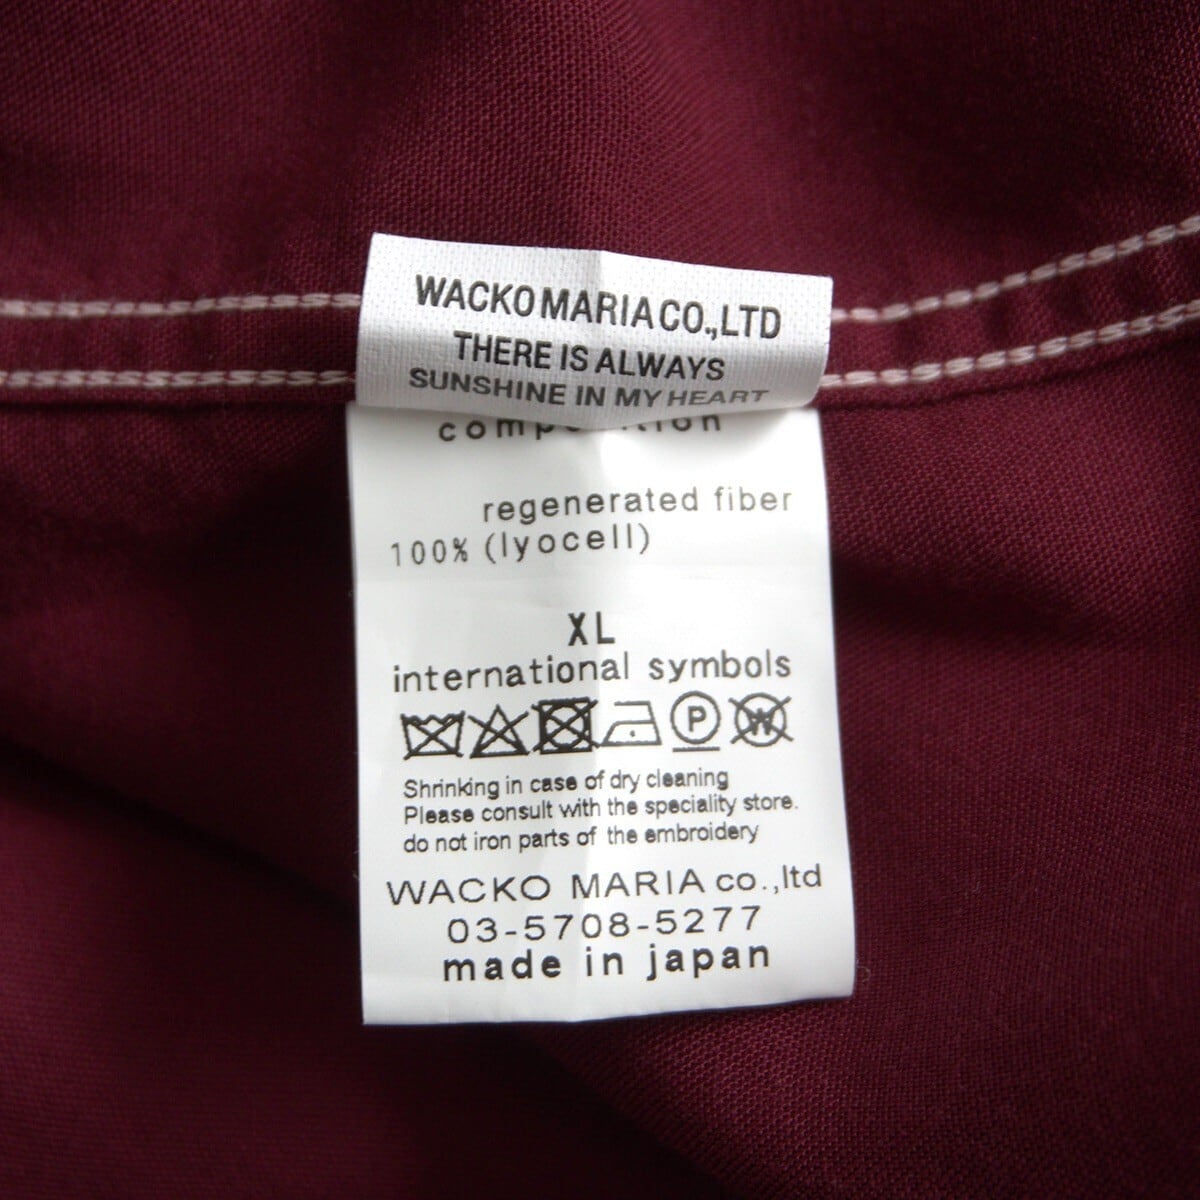 WACKO MARIA CO.,LTD
THERE IS ALWAYS
SUNSHINE IN MY HEART
regenerated fiber
100% (lyocell)
XL
international symbols
P
W
Shrinking in case of dry cleaning
Please consult with the speciality store.
do not iron parts of the embroidery
WACKO MARIA co.,ltd
03-5708-5277
made in japan